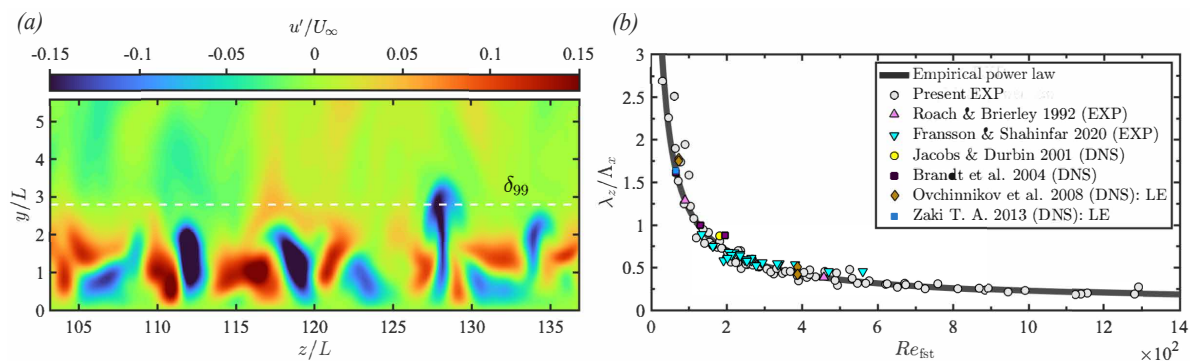 (a)
u'/U∞
-0.15 -0.1 -0.05 0 0.05 0.1 0.15
5
4
3
2
1
0
y/L
δ99
105 110 115 120 125 130 135
z/L
(b)
3
2.5
2
1.5
1
0.5
0
λz/Λx
Empirical power law
Present EXP
Roach & Brierley 1992 (EXP)
Fransson & Shahinfar 2020 (EXP)
Jacobs & Durbin 2001 (DNS)
Brandt et al. 2004 (DNS)
Ovchinnikov et al. 2008 (DNS): LE
Zaki T. A. 2013 (DNS): LE
0 2 4 6 8 10 12 14
Refst
×10²